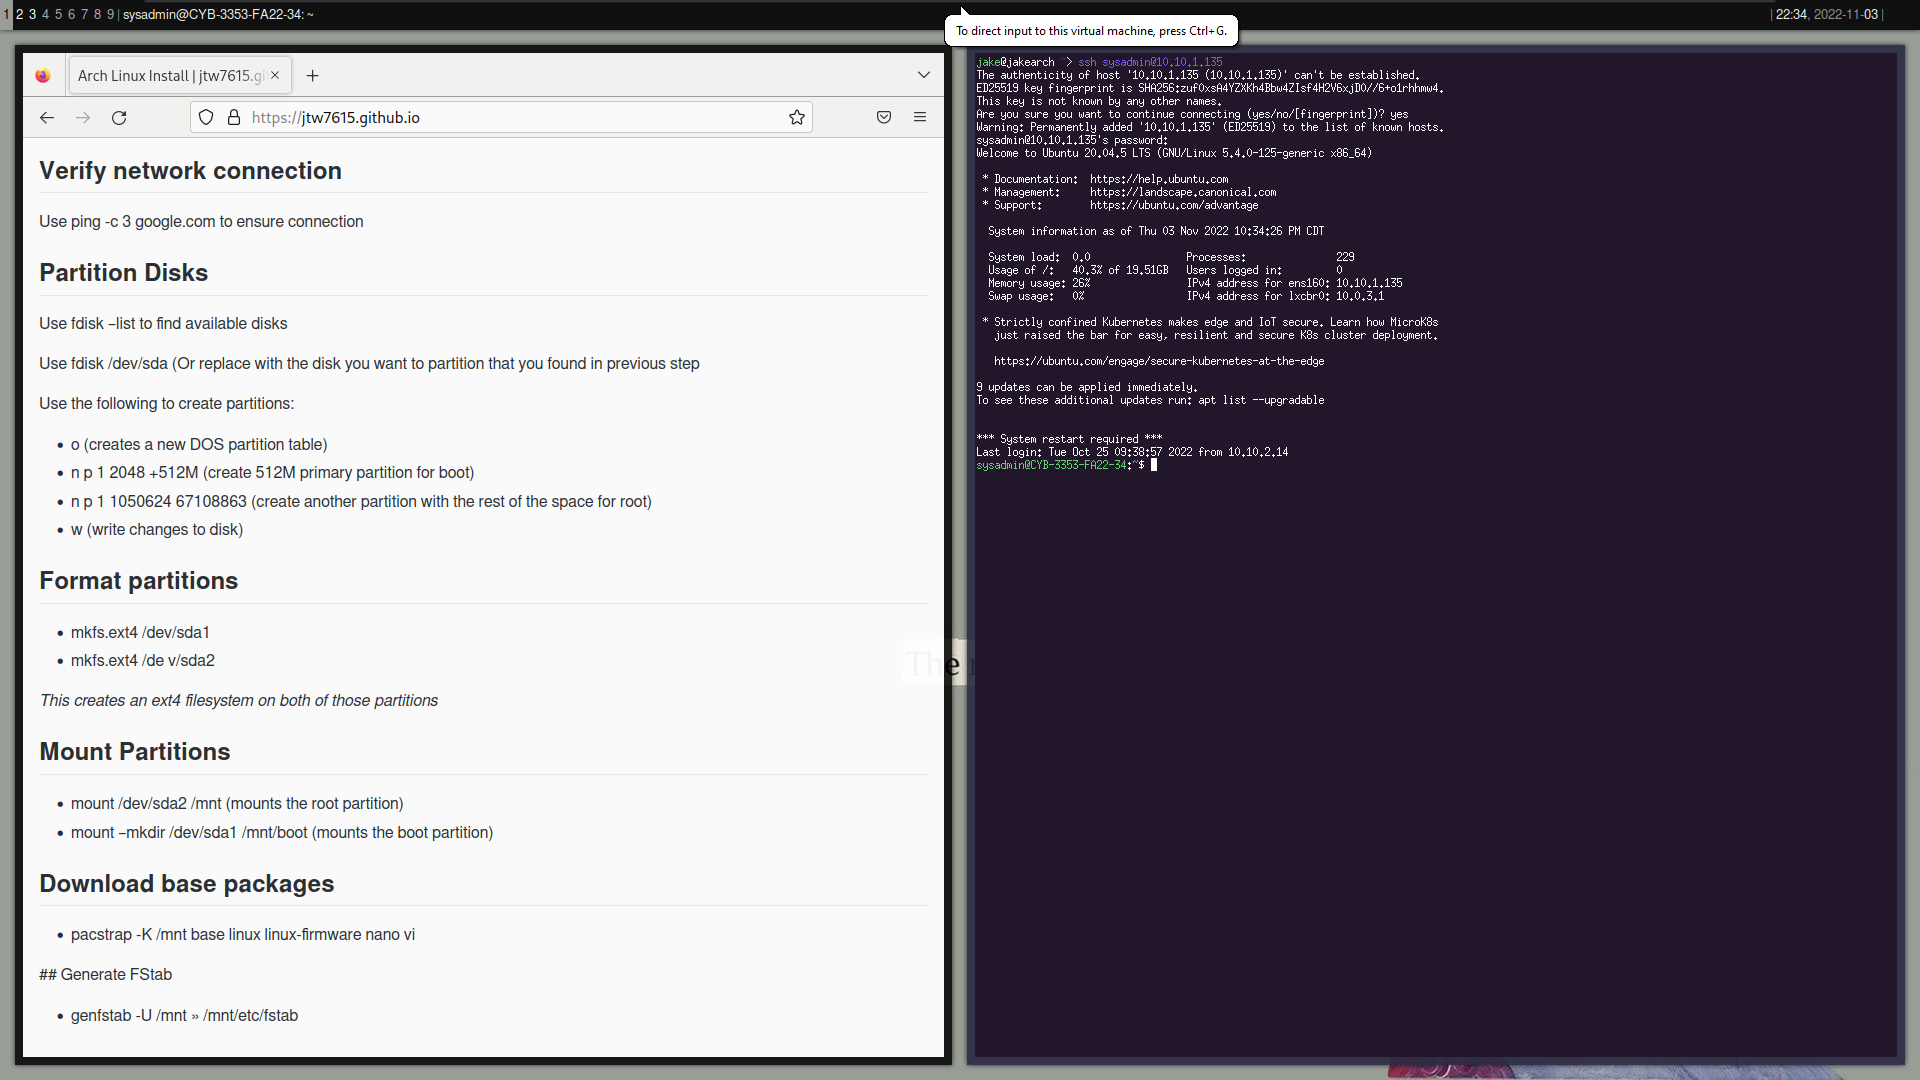 1 2 3 4 5 6 7 8 9 | sysadmin@CYB-3353-FA22-34: ~
| 22:34, 2022-11-03 |
To direct input to this virtual machine, press Ctrl+G.
Arch Linux Install | jtw7615.gi
https://jtw7615.github.io
Verify network connection
Use ping -c 3 google.com to ensure connection
Partition Disks
Use fdisk –list to find available disks
Use fdisk /dev/sda (Or replace with the disk you want to partition that you found in previous step
Use the following to create partitions:
• o (creates a new DOS partition table)
• n p 1 2048 +512M (create 512M primary partition for boot)
• n p 1 1050624 67108863 (create another partition with the rest of the space for root)
• w (write changes to disk)
Format partitions
• mkfs.ext4 /dev/sda1
• mkfs.ext4 /de v/sda2
This creates an ext4 filesystem on both of those partitions
Mount Partitions
• mount /dev/sda2 /mnt (mounts the root partition)
• mount –mkdir /dev/sda1 /mnt/boot (mounts the boot partition)
Download base packages
• pacstrap -K /mnt base linux linux-firmware nano vi
## Generate FStab
• genfstab -U /mnt » /mnt/etc/fstab
The
jake@jakearch ~> ssh sysadmin@10.10.1.135
The authenticity of host '10.10.1.135 (10.10.1.135)' can't be established.
ED25519 key fingerprint is SHA256:zufOxsA4YZXKh4Bbw4ZIsf4H2V6xjDO//6+o1rhhmw4.
This key is not known by any other names.
Are you sure you want to continue connecting (yes/no/[fingerprint])? yes
Warning: Permanently added '10.10.1.135' (ED25519) to the list of known hosts.
sysadmin@10.10.1.135's password:
Welcome to Ubuntu 20.04.5 LTS (GNU/Linux 5.4.0-125-generic x86_64)
* Documentation: https://help.ubuntu.com
* Management: https://landscape.canonical.com
* Support: https://ubuntu.com/advantage
System information as of Thu 03 Nov 2022 10:34:26 PM CDT
System load: 0.0 Processes: 229
Usage of /: 40.3% of 19.51GB Users logged in: 0
Memory usage: 26% IPv4 address for ens160: 10.10.1.135
Swap usage: 0% IPv4 address for lxcbr0: 10.0.3.1
* Strictly confined Kubernetes makes edge and IoT secure. Learn how MicroK8s
just raised the bar for easy, resilient and secure K8s cluster deployment.
https://ubuntu.com/engage/secure-kubernetes-at-the-edge
9 updates can be applied immediately.
To see these additional updates run: apt list --upgradable
*** System restart required ***
Last login: Tue Oct 25 09:38:57 2022 from 10.10.2.14
sysadmin@CYB-3353-FA22-34:~$